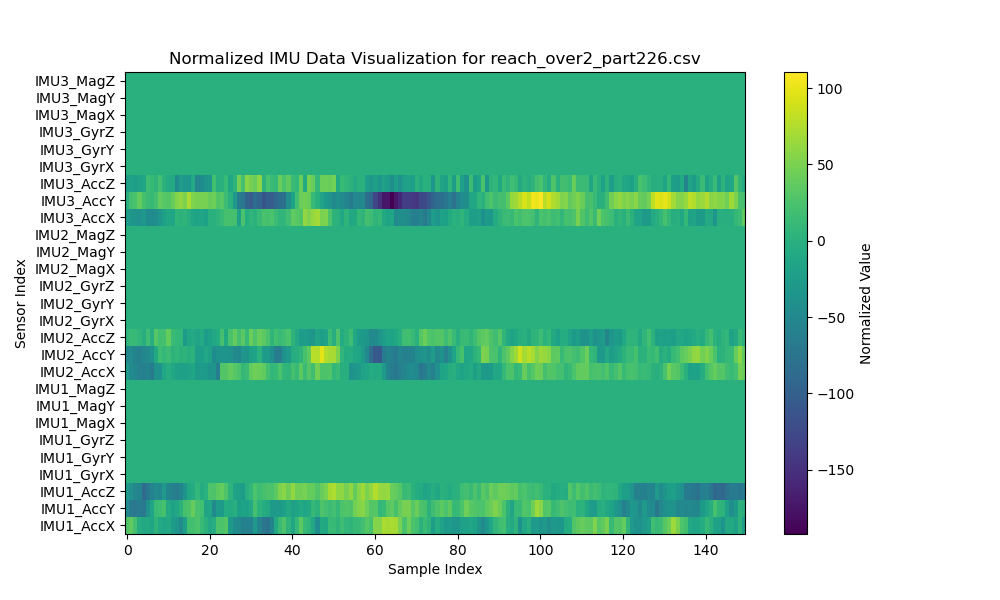 Normalized IMU Data Visualization for reach_over2_part226.csv
IMU3_MagZ
IMU3_MagY
IMU3_MagX
IMU3_GyrZ
IMU3_GyrY
IMU3_GyrX
IMU3_AccZ
IMU3_AccY
IMU3_AccX
IMU2_MagZ
IMU2_MagY
IMU2_MagX
IMU2_GyrZ
IMU2_GyrY
IMU2_GyrX
IMU2_AccZ
IMU2_AccY
IMU2_AccX
IMU1_MagZ
IMU1_MagY
IMU1_MagX
IMU1_GyrZ
IMU1_GyrY
IMU1_GyrX
IMU1_AccZ
IMU1_AccY
IMU1_AccX
Sensor Index
0 20 40 60 80 100 120 140
Sample Index
100
50
0
−50
−100
−150
Normalized Value